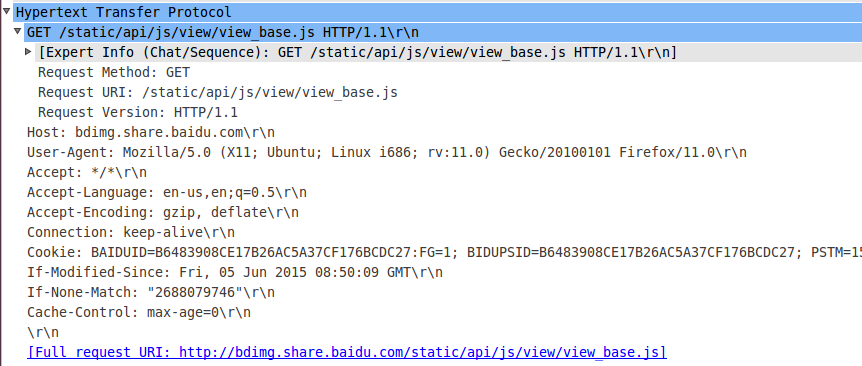 Hypertext Transfer Protocol
GET /static/api/js/view/view_base.js HTTP/1.1\r\n
[Expert Info (Chat/Sequence): GET /static/api/js/view/view_base.js HTTP/1.1\r\n]
Request Method: GET
Request URI: /static/api/js/view/view_base.js
Request Version: HTTP/1.1
Host: bdimg.share.baidu.com\r\n
User-Agent: Mozilla/5.0 (X11; Ubuntu; Linux i686; rv:11.0) Gecko/20100101 Firefox/11.0\r\n
Accept: */*\r\n
Accept-Language: en-us,en;q=0.5\r\n
Accept-Encoding: gzip, deflate\r\n
Connection: keep-alive\r\n
Cookie: BAIDUID=B6483908CE17B26AC5A37CF176BCDC27:FG=1; BIDUPSID=B6483908CE17B26AC5A37CF176BCDC27; PSTM=15
If-Modified-Since: Fri, 05 Jun 2015 08:50:09 GMT\r\n
If-None-Match: "2688079746"\r\n
Cache-Control: max-age=0\r\n
\r\n
[Full request URI: http://bdimg.share.baidu.com/static/api/js/view/view_base.js]